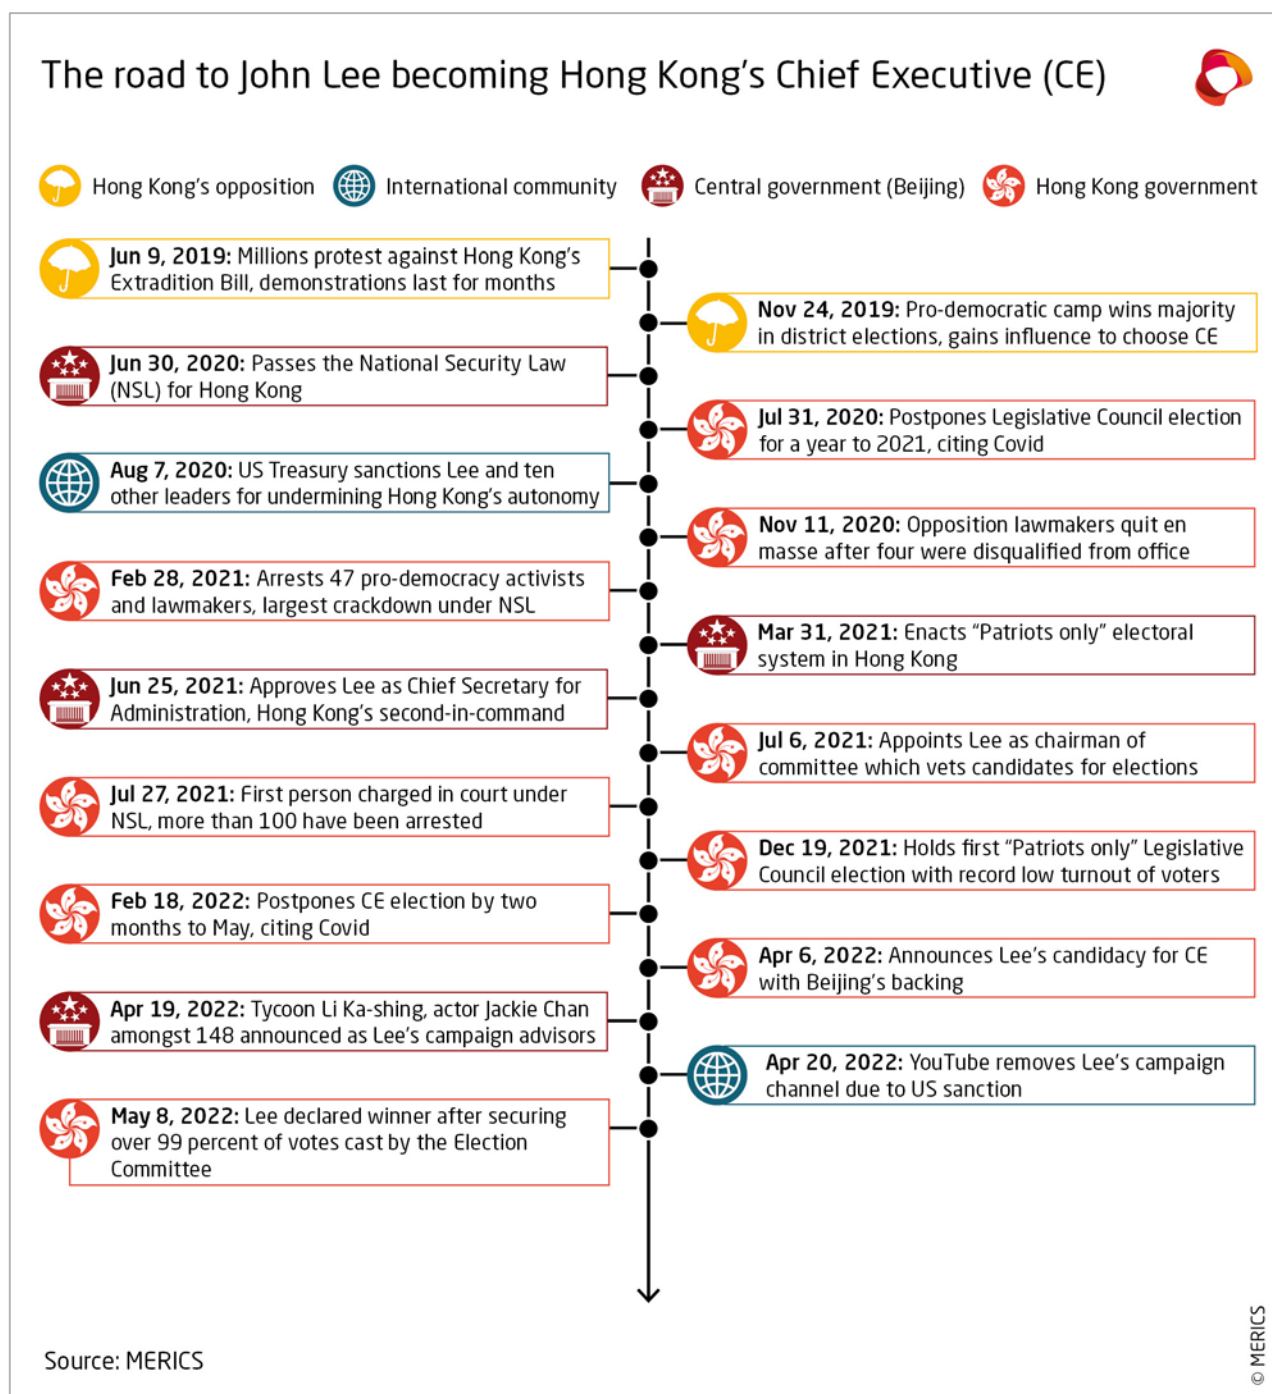 The road to John Lee becoming Hong Kong's Chief Executive (CE)
Hong Kong's opposition
International community
Central government (Beijing)
Hong Kong government
Jun 9, 2019: Millions protest against Hong Kong's
Extradition Bill, demonstrations last for months
Nov 24, 2019: Pro-democratic camp wins majority
in district elections, gains influence to choose CE
Jun 30, 2020: Passes the National Security Law
(NSL) for Hong Kong
Jul 31, 2020: Postpones Legislative Council election
for a year to 2021, citing Covid
Aug 7, 2020: US Treasury sanctions Lee and ten
other leaders for undermining Hong Kong's autonomy
Nov 11, 2020: Opposition lawmakers quit en
masse after four were disqualified from office
Feb 28, 2021: Arrests 47 pro-democracy activists
and lawmakers, largest crackdown under NSL
Mar 31, 2021: Enacts "Patriots only" electoral
system in Hong Kong
Jun 25, 2021: Approves Lee as Chief Secretary for
Administration, Hong Kong's second-in-command
Jul 6, 2021: Appoints Lee as chairman of
committee which vets candidates for elections
Jul 27, 2021: First person charged in court under
NSL, more than 100 have been arrested
Dec 19, 2021: Holds first "Patriots only" Legislative
Council election with record low turnout of voters
Feb 18, 2022: Postpones CE election by two
months to May, citing Covid
Apr 6, 2022: Announces Lee's candidacy for CE
with Beijing's backing
Apr 19, 2022: Tycoon Li Ka-shing, actor Jackie Chan
amongst 148 announced as Lee's campaign advisors
Apr 20, 2022: YouTube removes Lee's campaign
channel due to US sanction
May 8, 2022: Lee declared winner after securing
over 99 percent of votes cast by the Election
Committee
Source: MERICS
© MERICS